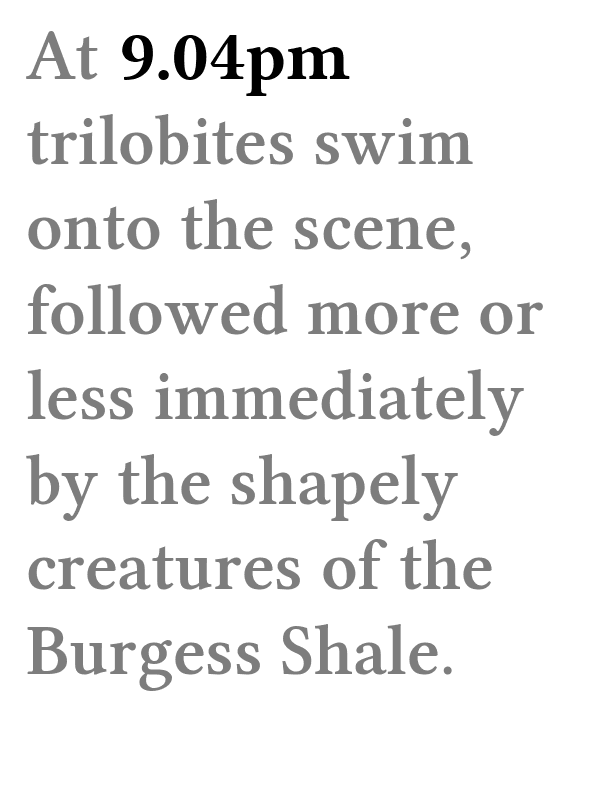 At 9.04pm
trilobites swim
onto the scene,
followed more or
less immediately
by the shapely
creatures of the
Burgess Shale.